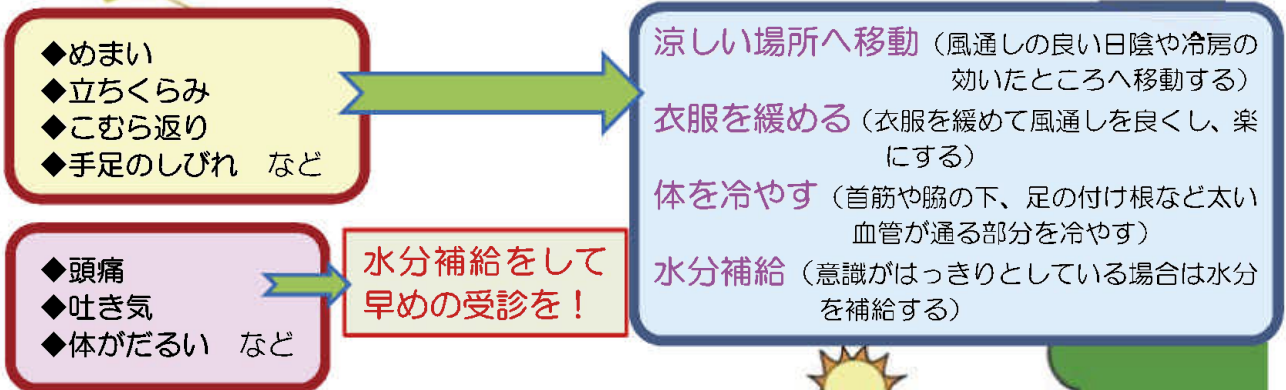 ◆めまい
◆立ちくらみ
◆こむら返り
◆手足のしびれ　など
涼しい場所へ移動（風通しの良い日陰や冷房の
効いたところへ移動する）
衣服を緩める（衣服を緩めて風通しを良くし、楽
にする）
体を冷やす（首筋や脇の下、足の付け根など太い
血管が通る部分を冷やす）
水分補給（意識がはっきりとしている場合は水分
を補給する）
◆頭痛
◆吐き気
◆体がだるい　など
水分補給をして
早めの受診を！